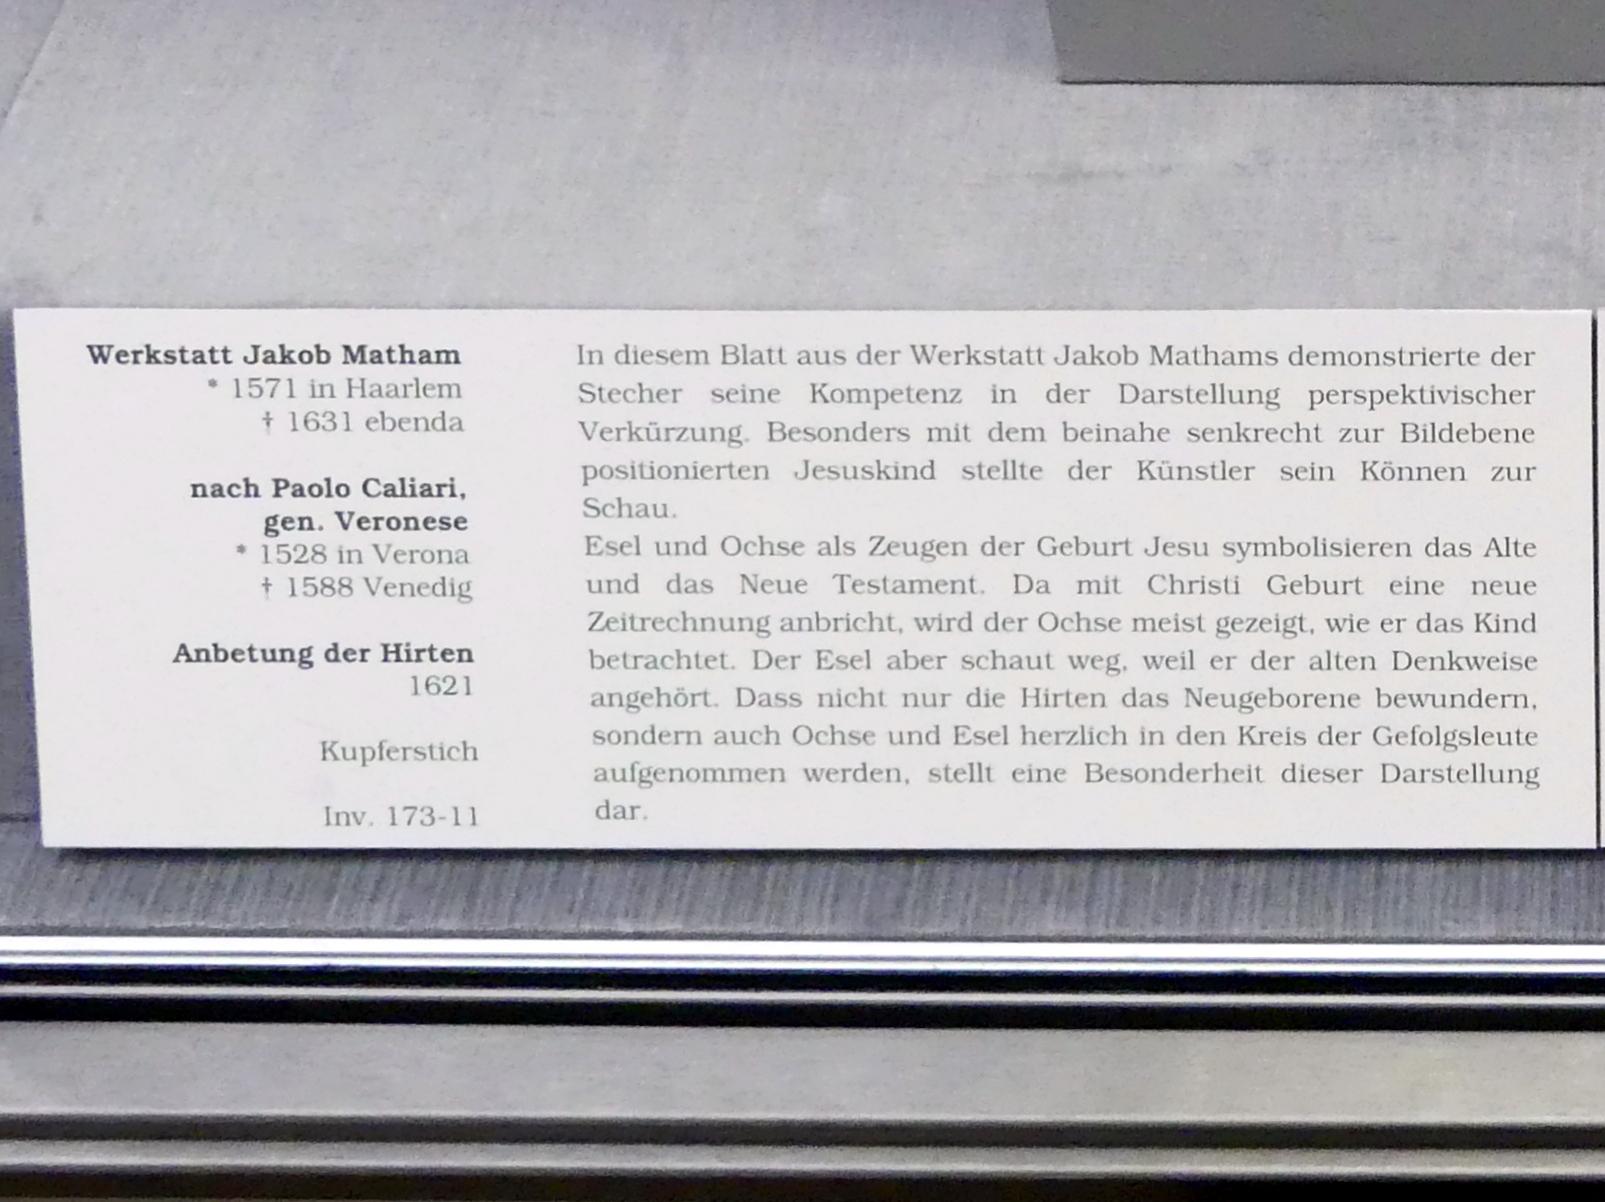 Werkstatt Jakob Matham
* 1571 in Haarlem
† 1631 ebenda
nach Paolo Caliari,
gen. Veronese
* 1528 in Verona
† 1588 Venedig
Anbetung der Hirten
1621
Kupferstich
Inv. 173-11
In diesem Blatt aus der Werkstatt Jakob Mathams demonstrierte der
Stecher seine Kompetenz in der Darstellung perspektivischer
Verkürzung. Besonders mit dem beinahe senkrecht zur Bildebene
positionierten Jesuskind stellte der Künstler sein Können zur
Schau.
Esel und Ochse als Zeugen der Geburt Jesu symbolisieren das Alte
und das Neue Testament. Da mit Christi Geburt eine neue
Zeitrechnung anbricht, wird der Ochse meist gezeigt, wie er das Kind
betrachtet. Der Esel aber schaut weg, weil er der alten Denkweise
angehört. Dass nicht nur die Hirten das Neugeborene bewundern,
sondern auch Ochse und Esel herzlich in den Kreis der Gefolgsleute
aufgenommen werden, stellt eine Besonderheit dieser Darstellung
dar.